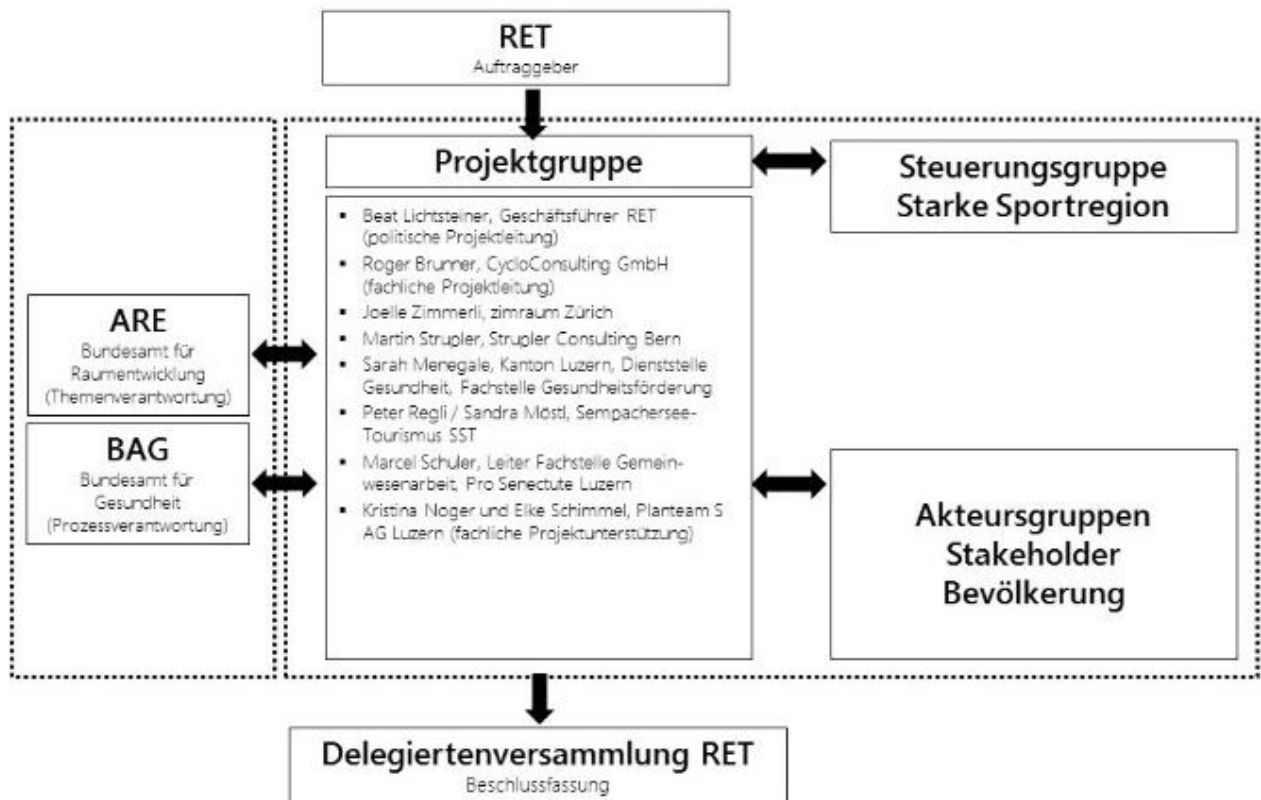 RET
Auftraggeber
Projektgruppe
Steuerungsgruppe
Starke Sportregion
▪ Beat Lichtsteiner, Geschäftsführer RET
(politische Projektleitung)
▪ Roger Brunner, CycloConsulting GmbH
(fachliche Projektleitung)
▪ Joelle Zimmerli, zimraum Zürich
▪ Martin Strupler, Strupler Consulting Bern
▪ Sarah Menegale, Kanton Luzern, Dienststelle
Gesundheit, Fachstelle Gesundheitsförderung
▪ Peter Regli / Sandra Möstl, Sempachersee-
Tourismus SST
▪ Marcel Schuler, Leiter Fachstelle Gemein-
wesenarbeit, Pro Senectute Luzern
▪ Kristina Noger und Elke Schimmel, Planteam S
AG Luzern (fachliche Projektunterstützung)
ARE
Bundesamt für
Raumentwicklung
(Themenverantwortung)
BAG
Bundesamt für
Gesundheit
(Prozessverantwortung)
Akteursgruppen
Stakeholder
Bevölkerung
Delegiertenversammlung RET
Beschlussfassung